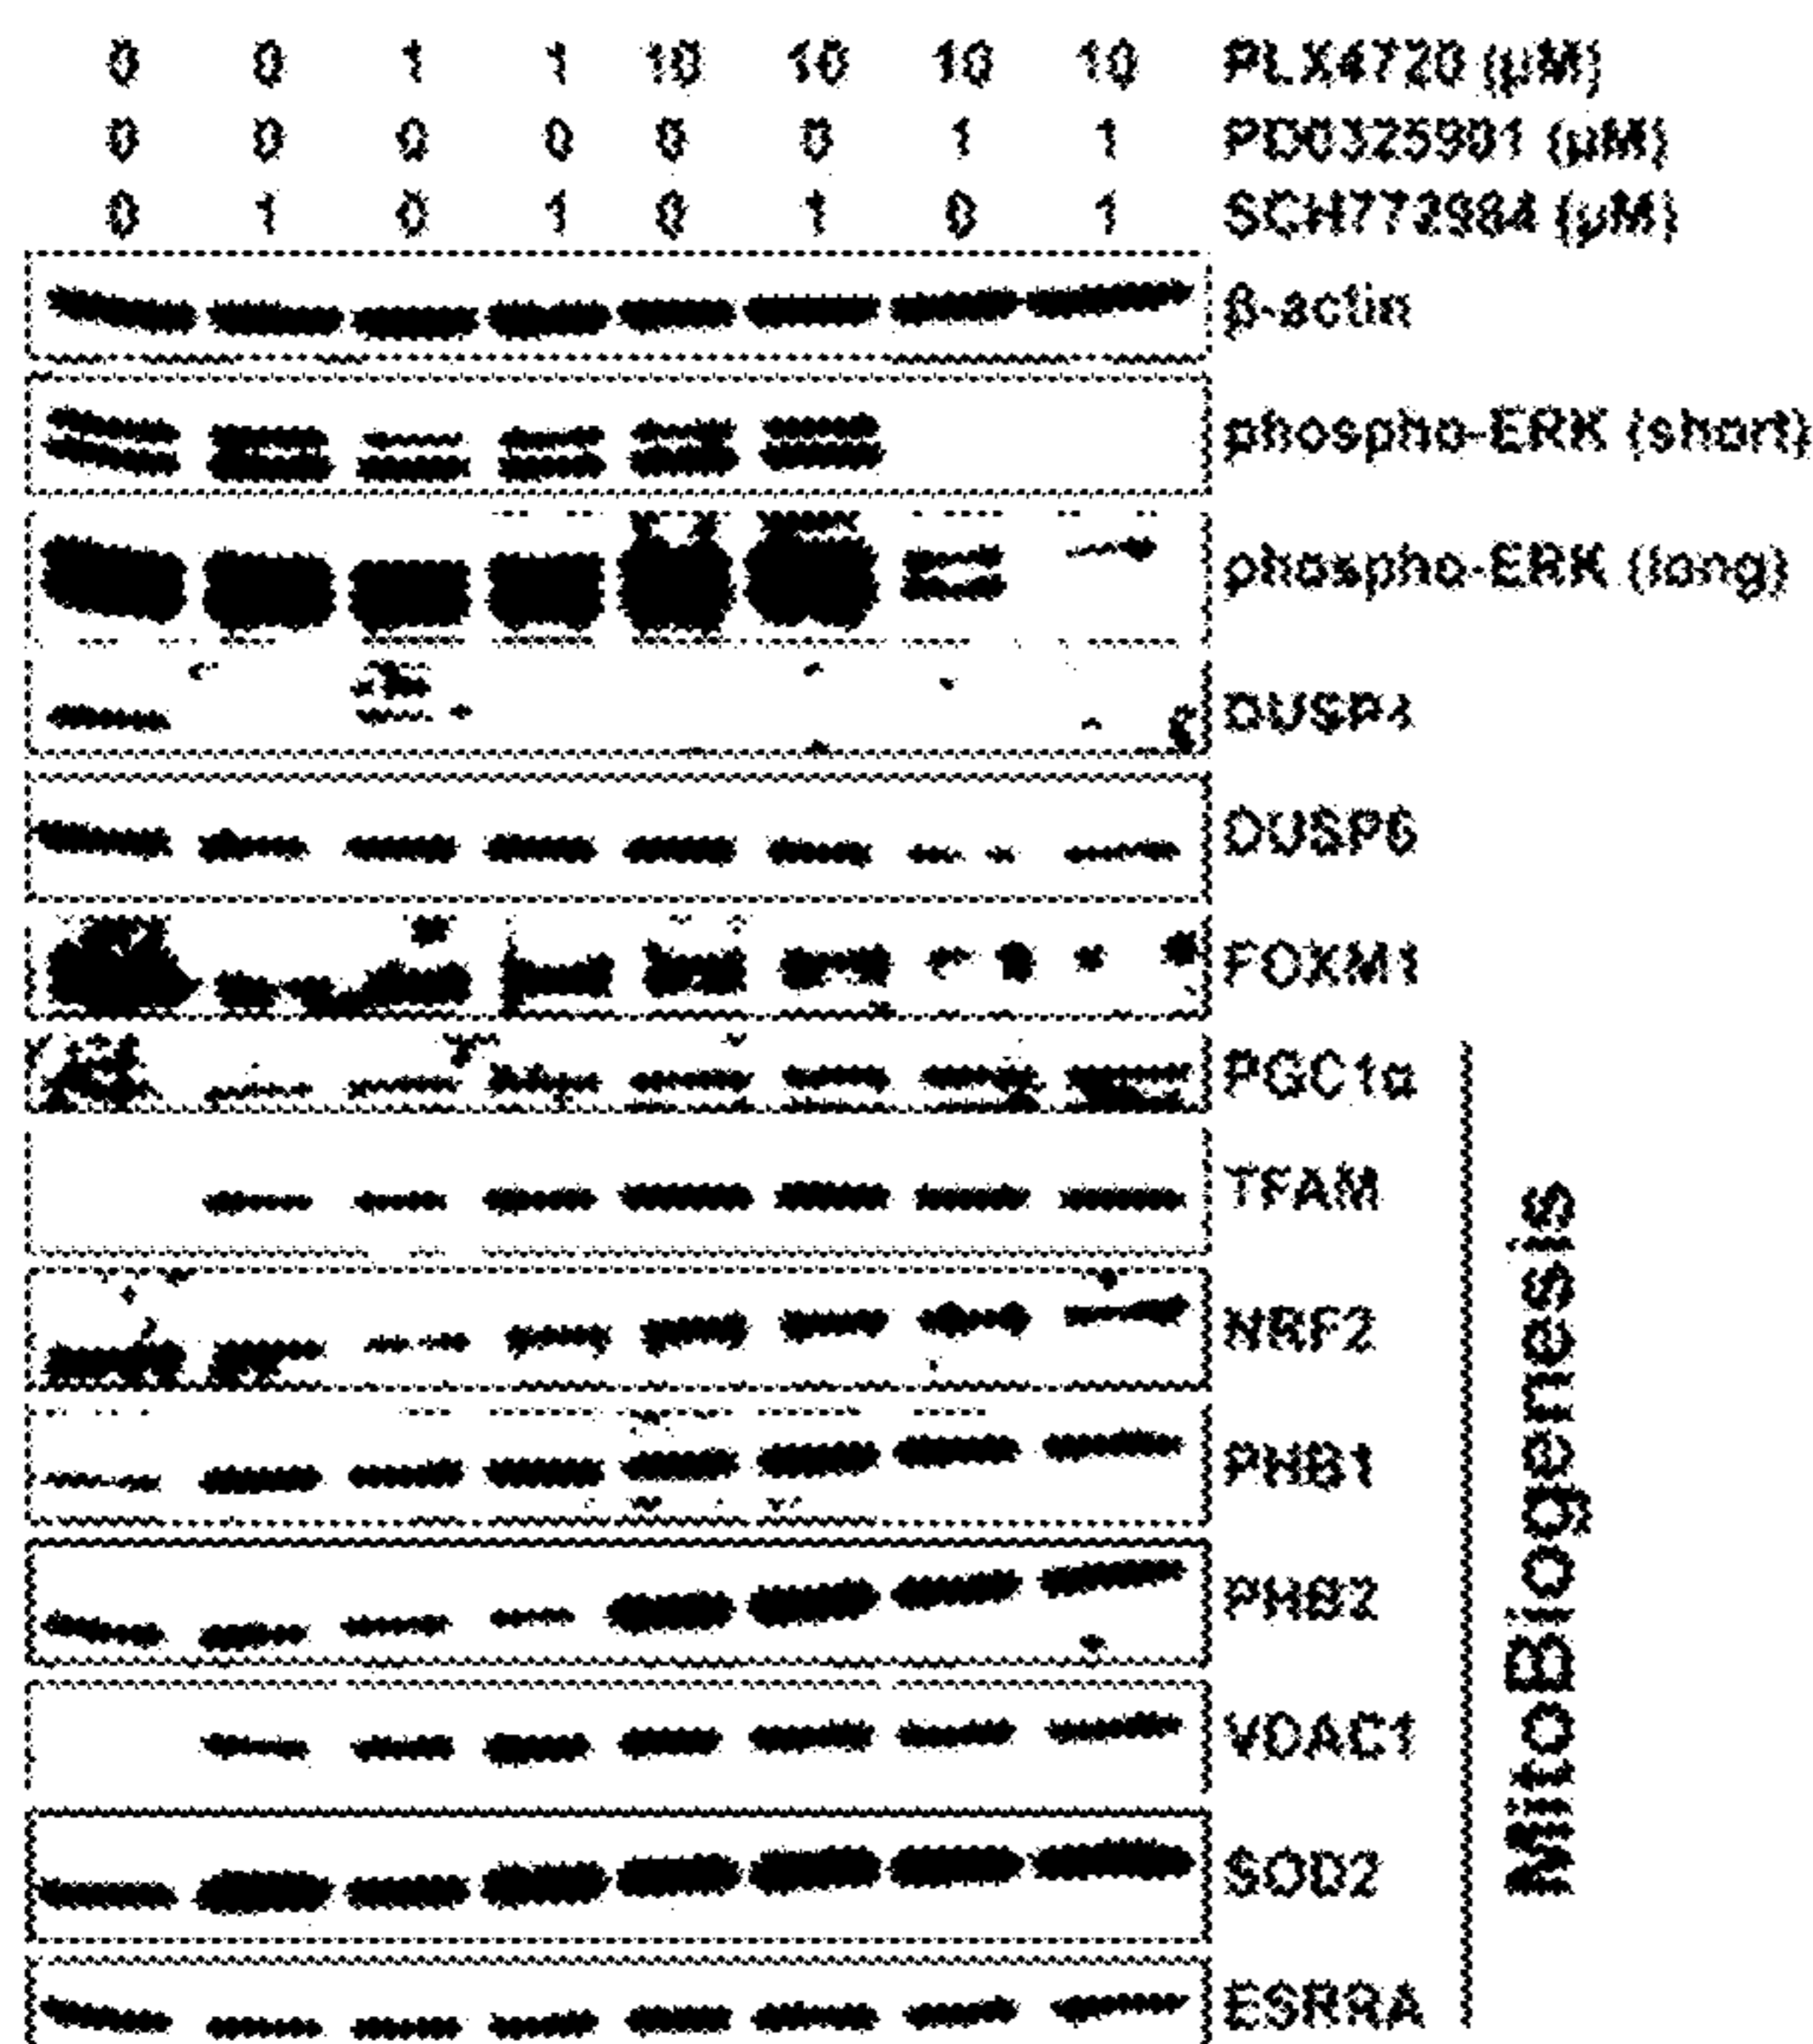 0 0 1 1 10 10 10 10 PLX4720 (µM)
0 0 0 0 0 0 1 1 PD0325901 (µM)
0 1 0 1 0 1 0 1 SCH772984 (µM)
β-actin
phospho-ERK (short)
phospho-ERK (long)
DUSP4
DUSP6
FOXM1
PGC1α
TFAM
NRF2
PHB1
PHB2
VDAC1
SOD2
ESRRA
MitoBiogenesis